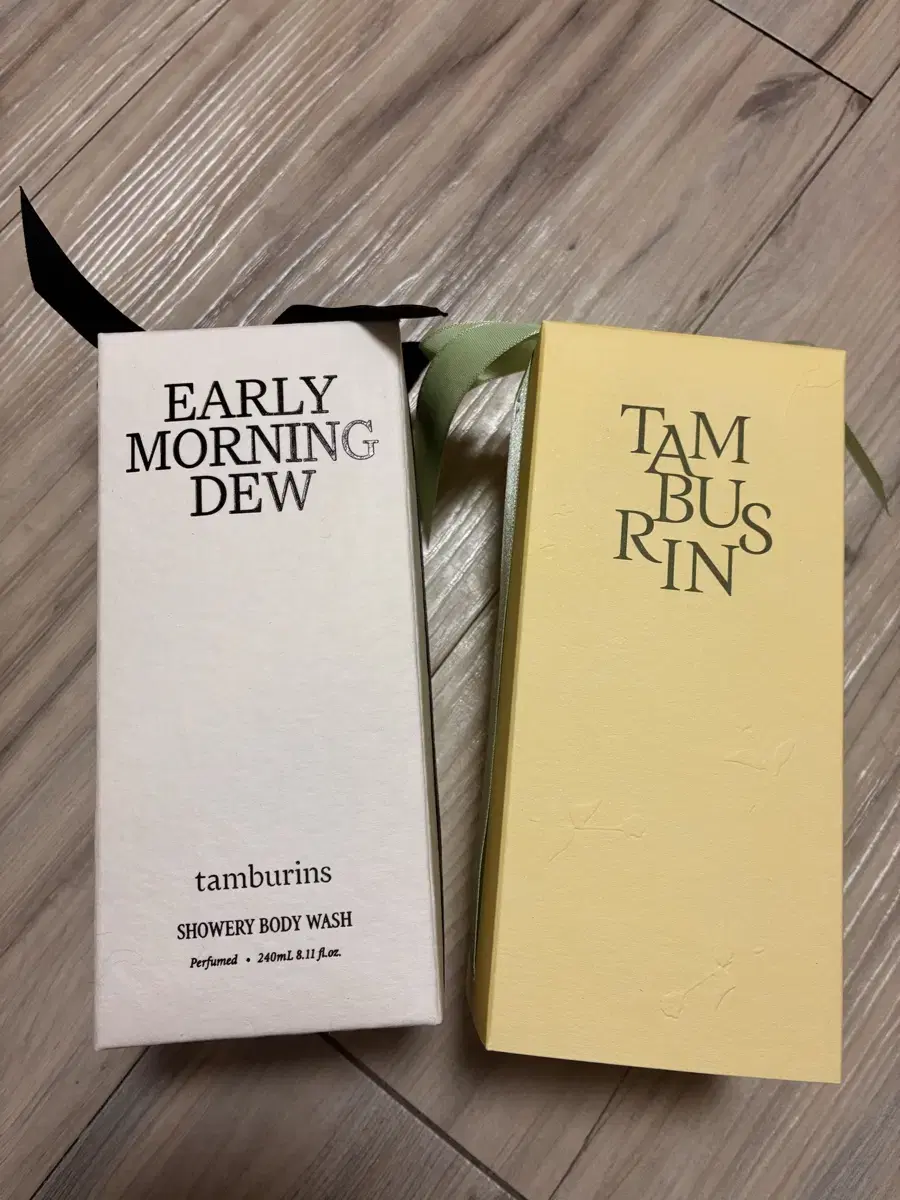 EARLY
MORNING
DEW
tamburins
SHOWERY BODY WASH
Perfumed • 240mL 8.11 fl.oz.
TAM
BUS
RIN